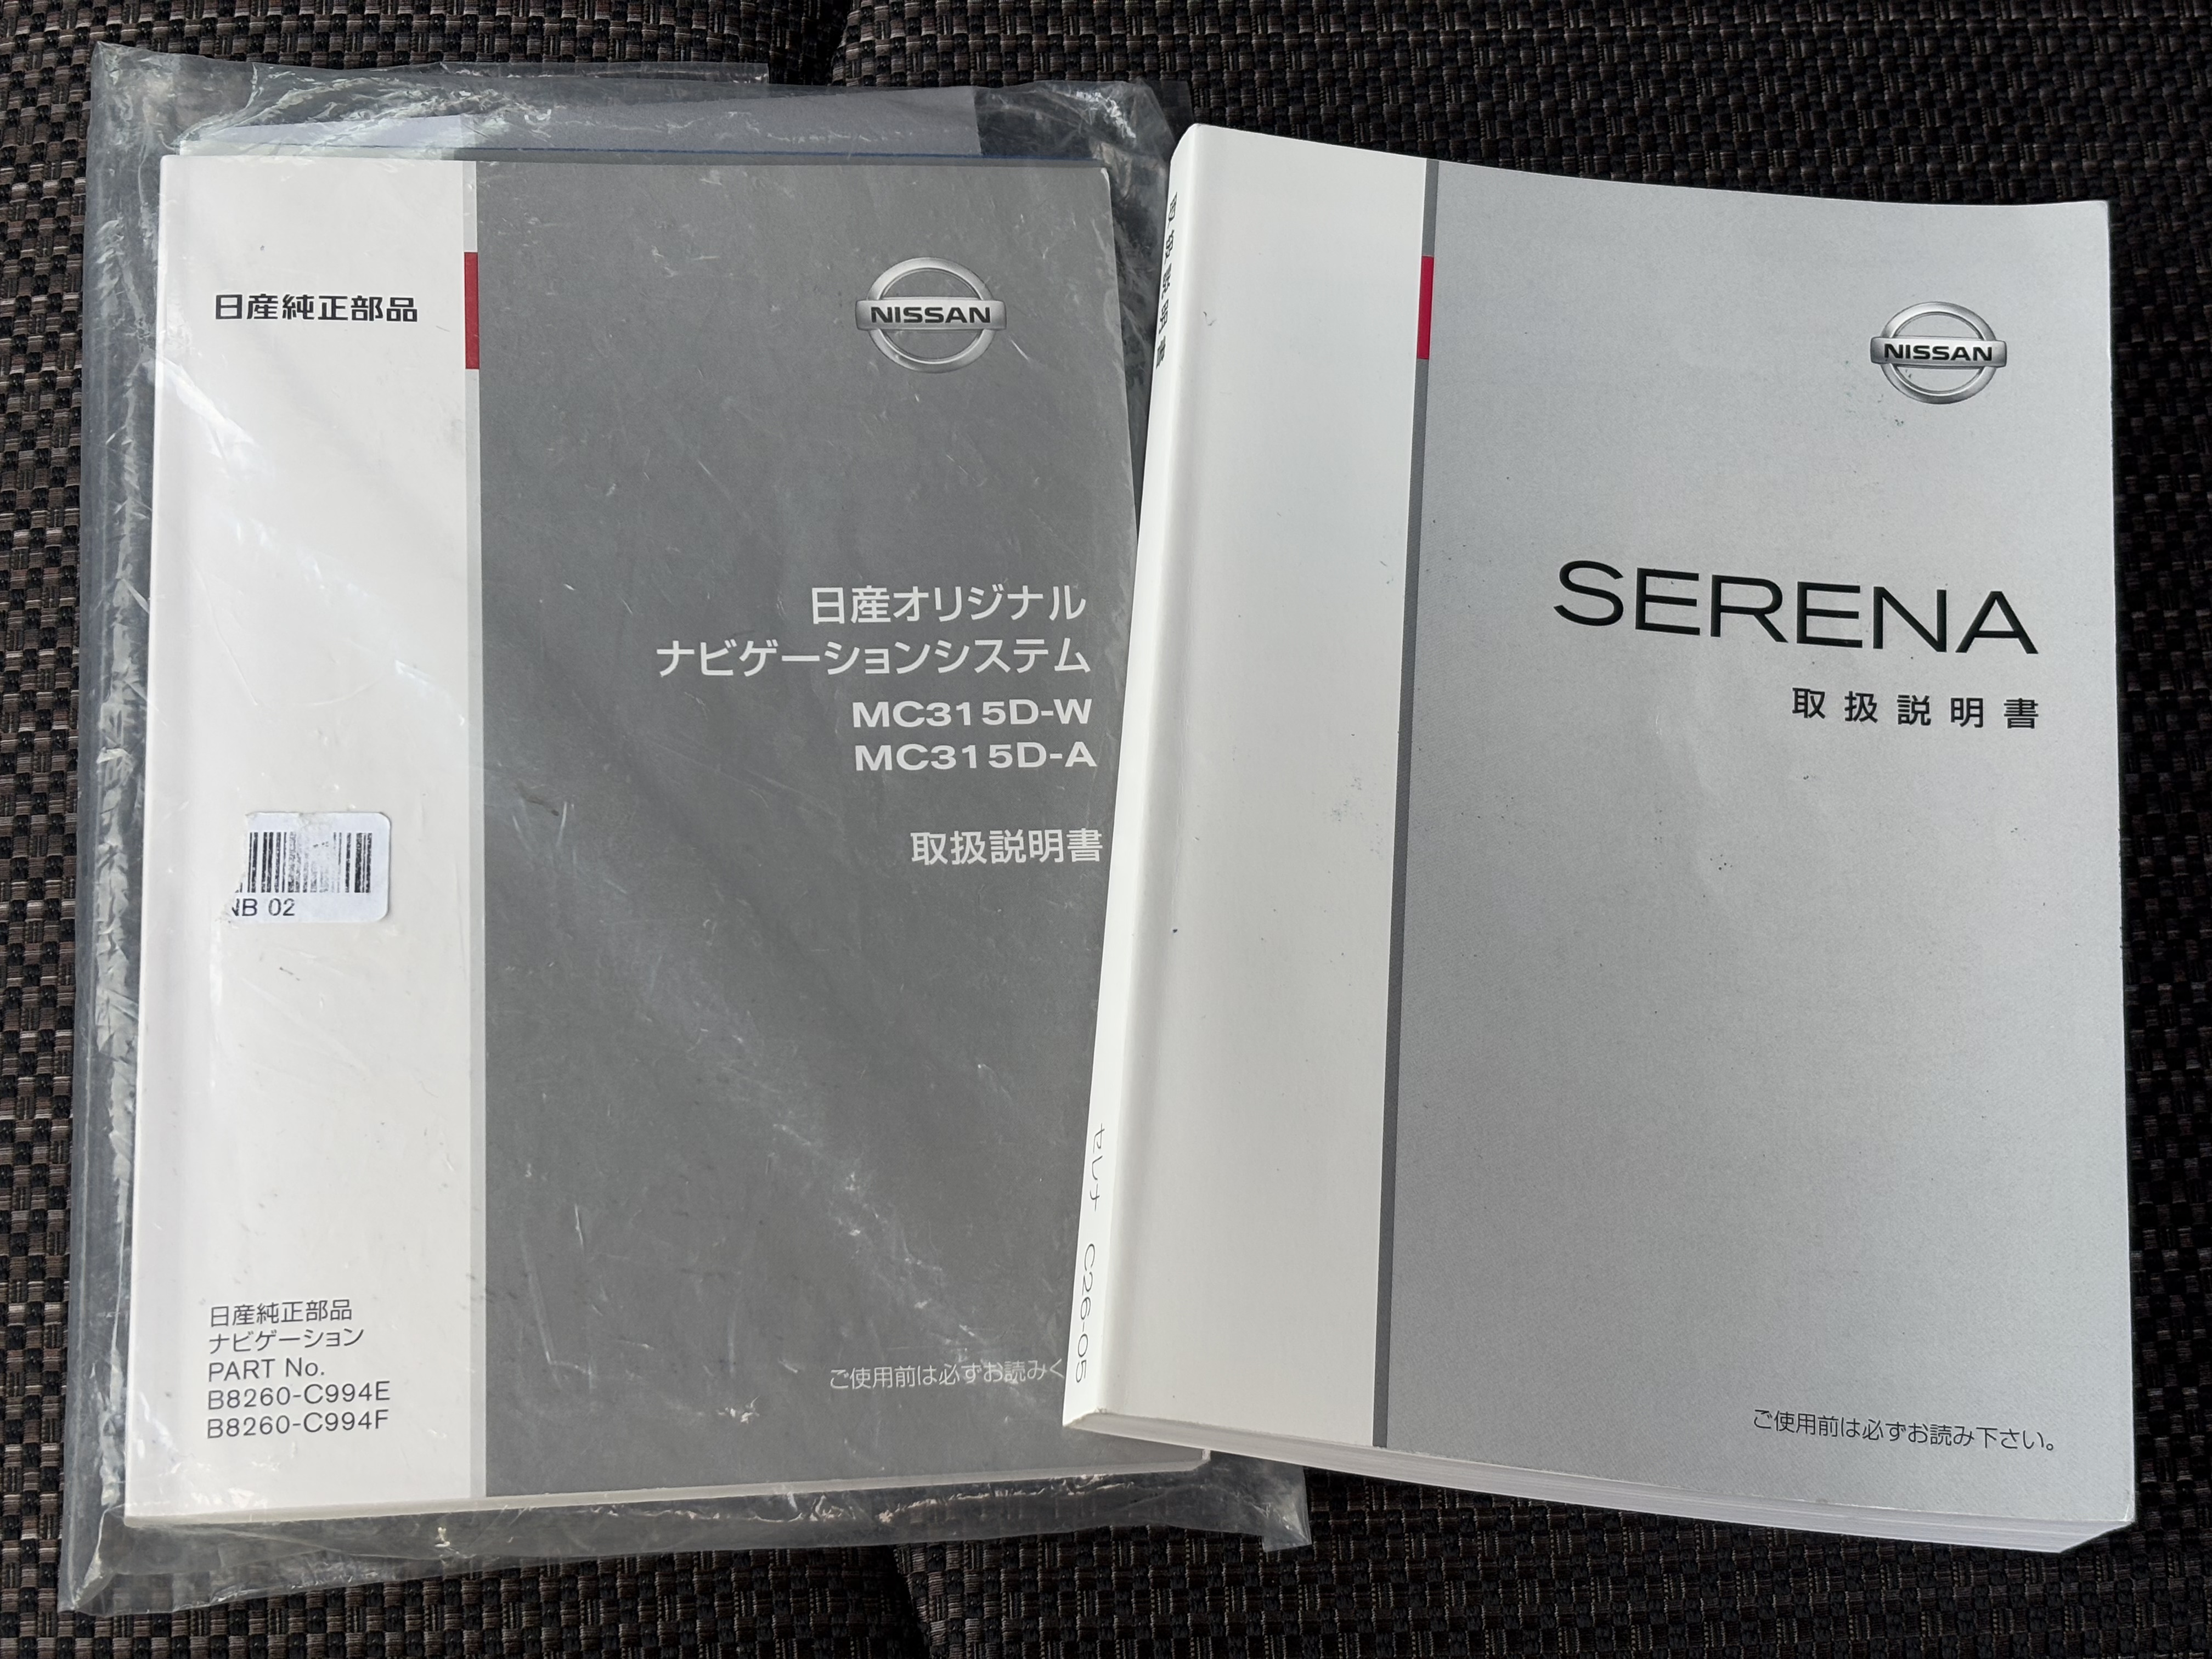 日産純正部品
NISSAN
日産オリジナル
ナビゲーションシステム
MC315D-W
MC315D-A
取扱説明書
NB 02
日産純正部品
ナビゲーション
PART No.
B8260-C994E
B8260-C994F
ご使用前は必ずお読みく
取扱説明書
セレナ C26-05
NISSAN
SERENA
取扱説明書
ご使用前は必ずお読み下さい。